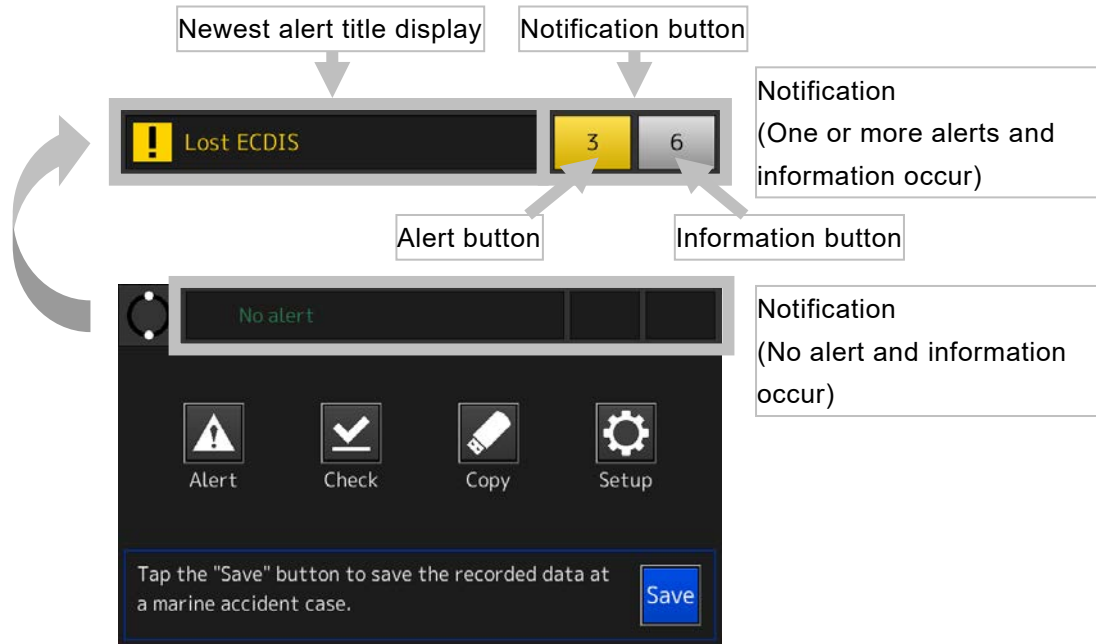 Newest alert title display
Notification button
Lost ECDIS
3
6
Notification
(One or more alerts and
information occur)
Alert button
Information button
No alert
Notification
(No alert and information
occur)
Alert
Check
Copy
Setup
Tap the "Save" button to save the recorded data at
a marine accident case.
Save